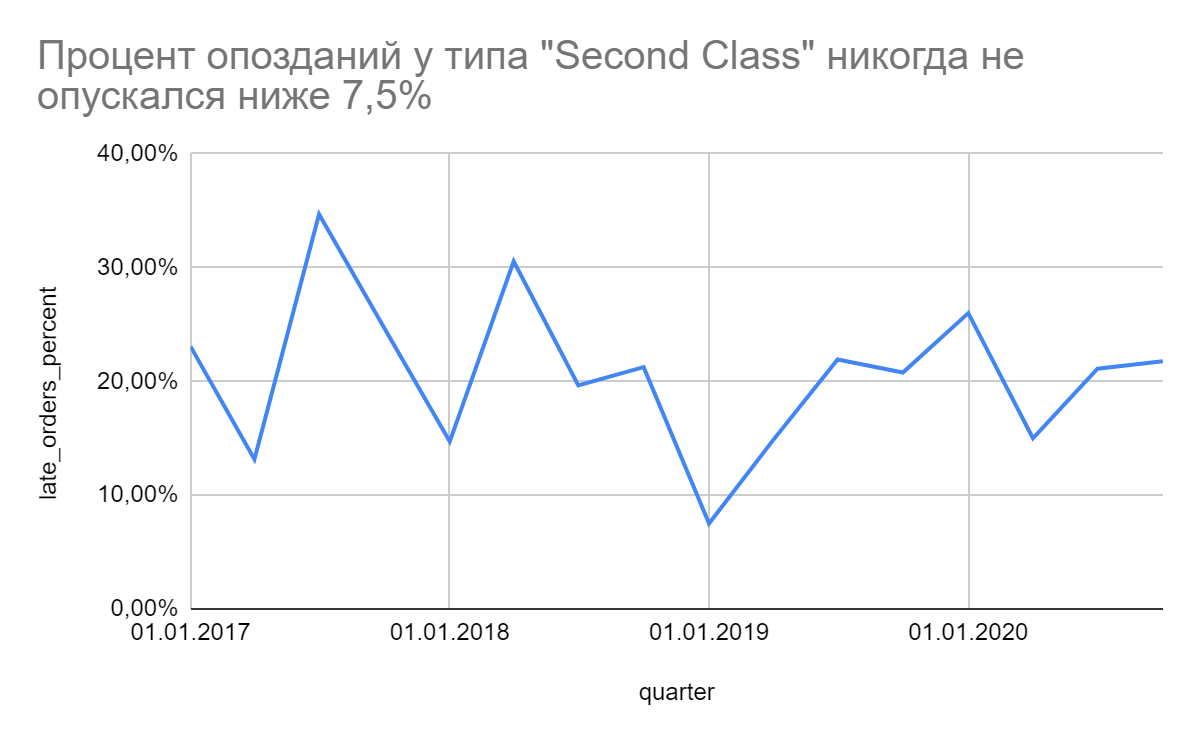 Процент опозданий у типа "Second Class" никогда не
опускался ниже 7,5%
40,00%
30,00%
20,00%
10,00%
0,00%
late_orders_percent
01.01.2017
01.01.2018
01.01.2019
01.01.2020
quarter